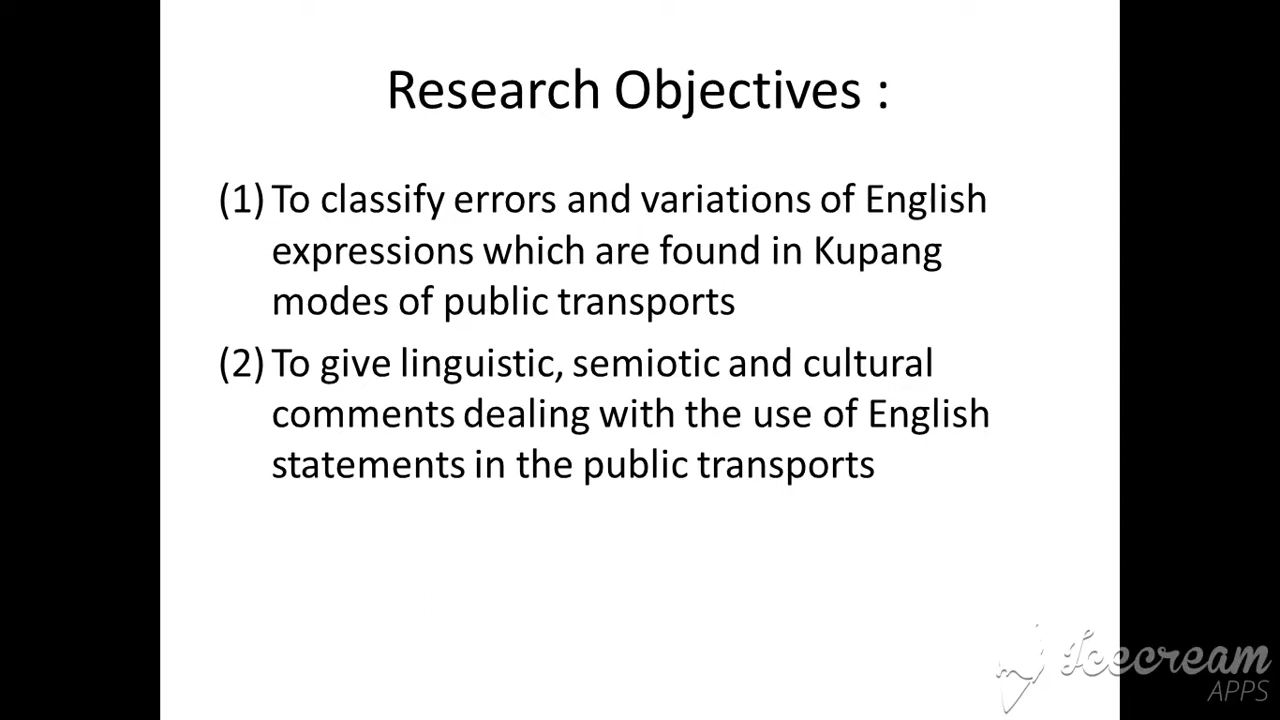 Research Objectives :
(1) To classify errors and variations of English
expressions which are found in Kupang
modes of public transports
(2) To give linguistic, semiotic and cultural
comments dealing with the use of English
statements in the public transports
Icecream
APPS